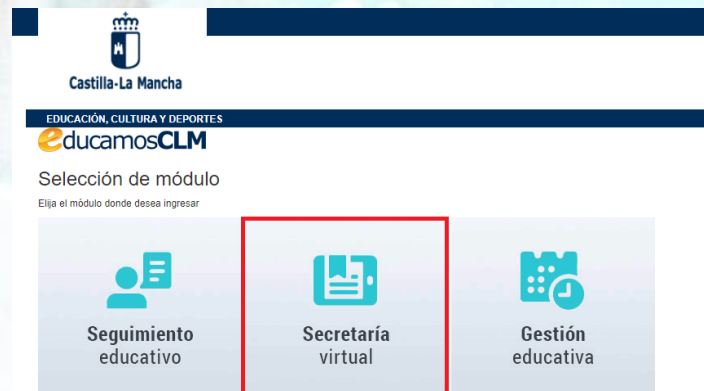 Castilla-La Mancha
EDUCACIÓN, CULTURA Y DEPORTES
educamosCLM
Selección de módulo
Elija el módulo donde desea ingresar
Seguimiento
educativo
Secretaría
virtual
Gestión
educativa